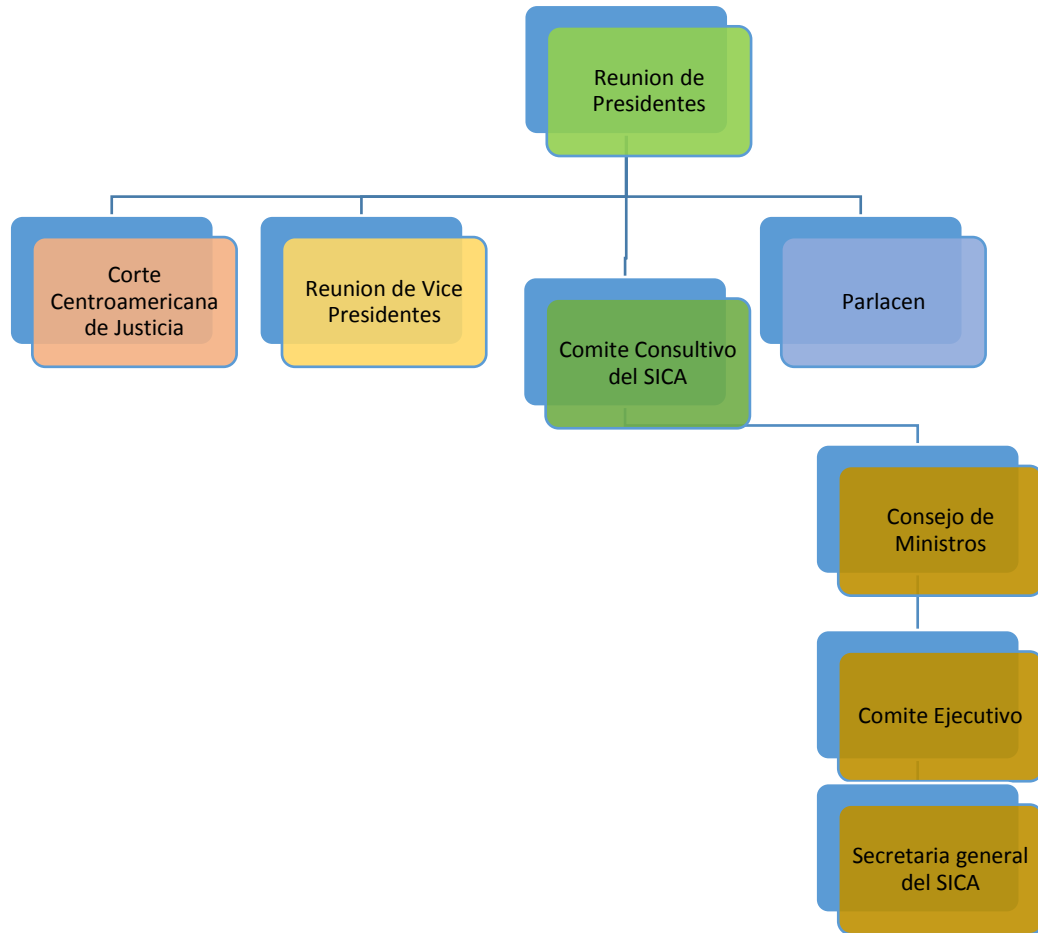 Reunion de
Presidentes
Corte
Centroamericana
de Justicia
Reunion de Vice
Presidentes
Comite Consultivo
del SICA
Parlacen
Consejo de
Ministros
Comite Ejecutivo
Secretaria general
del SICA